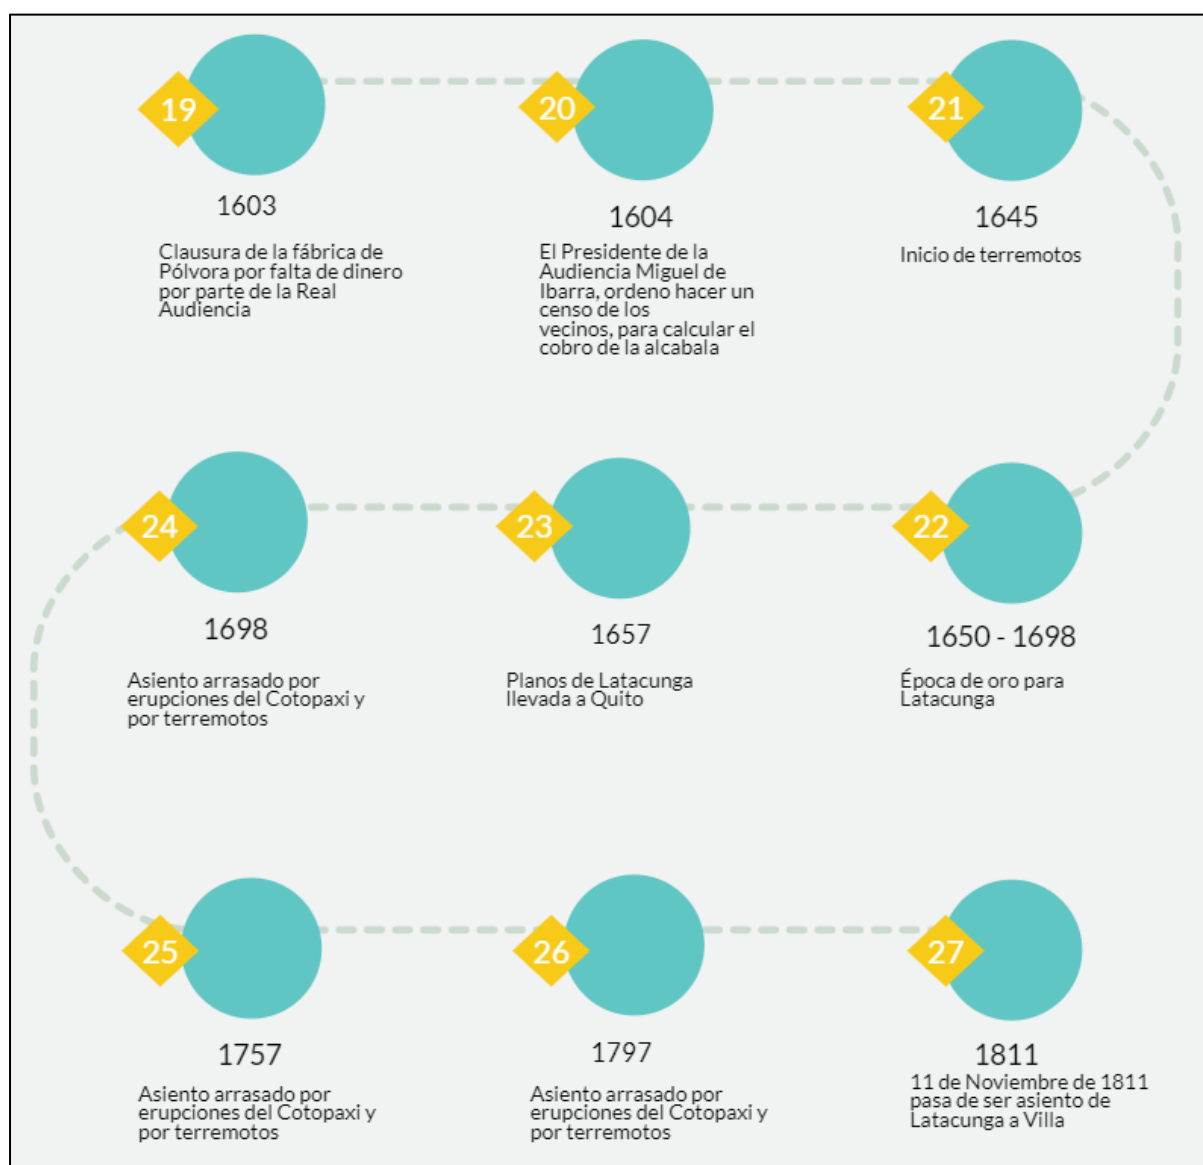 19
1603
Clausura de la fábrica de
Pólvora por falta de dinero
por parte de la Real
Audiencia
20
1604
El Presidente de la
Audiencia Miguel de
Ibarra, ordeno hacer un
censo de los
vecinos, para calcular el
cobro de la alcabala
21
1645
Inicio de terremotos
22
1650 - 1698
Época de oro para
Latacunga
23
1657
Planos de Latacunga
llevada a Quito
24
1698
Asiento arrasado por
erupciones del Cotopaxi y
por terremotos
25
1757
Asiento arrasado por
erupciones del Cotopaxi y
por terremotos
26
1797
Asiento arrasado por
erupciones del Cotopaxi y
por terremotos
27
1811
11 de Noviembre de 1811
pasa de ser asiento de
Latacunga a Villa